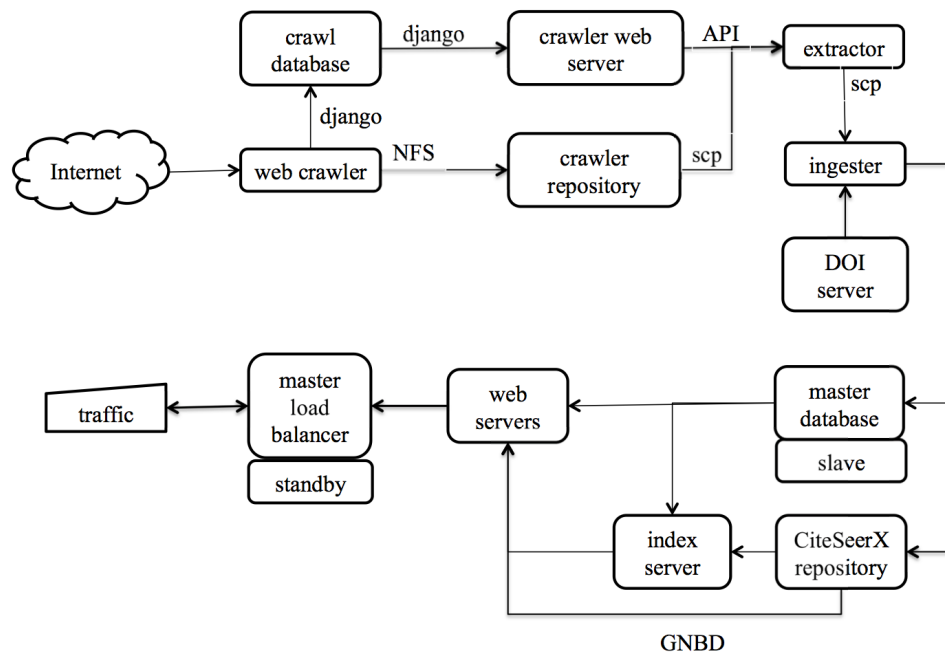 crawl
database
django
crawler web
server
API
extractor
scp
django
Internet
web crawler
NFS
crawler
repository
scp
ingester
DOI
server
traffic
master
load
balancer
standby
web
servers
master
database
slave
index
server
CiteSeerX
repository
GNBD